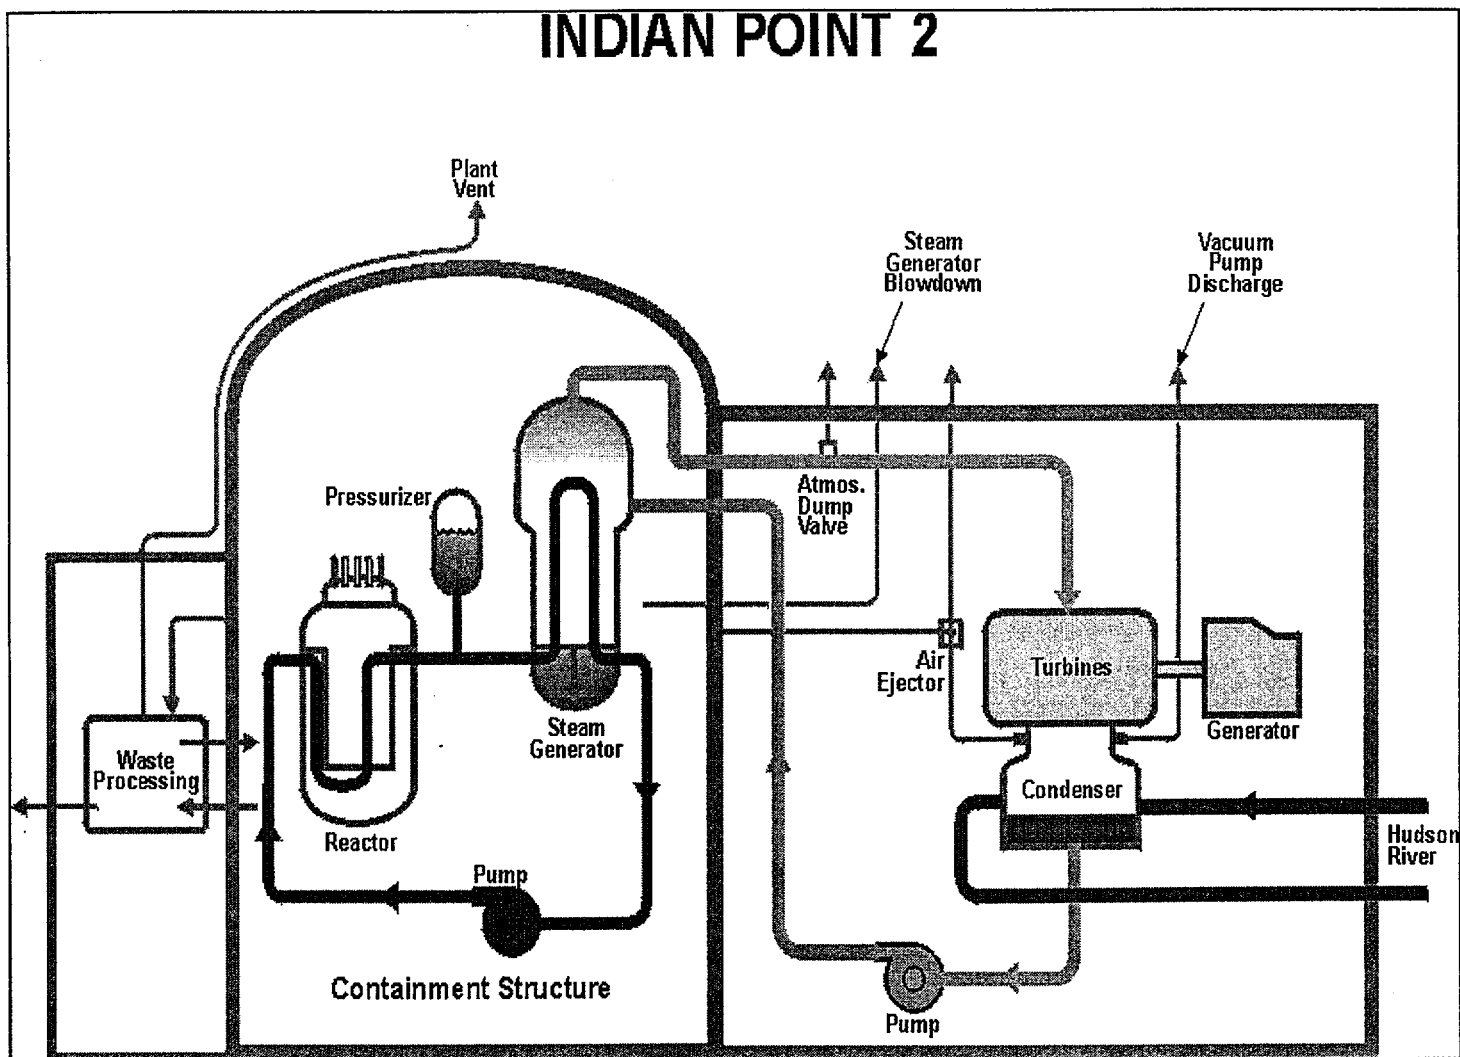 INDIAN POINT 2
Plant
Vent
Steam
Generator
Blowdown
Vacuum
Pump
Discharge
Pressurizer
Atmos.
Dump
Valve
Air
Ejector
Turbines
Generator
Steam
Generator
Waste
Processing
Condenser
Reactor
Hudson
River
Pump
Containment Structure
Pump